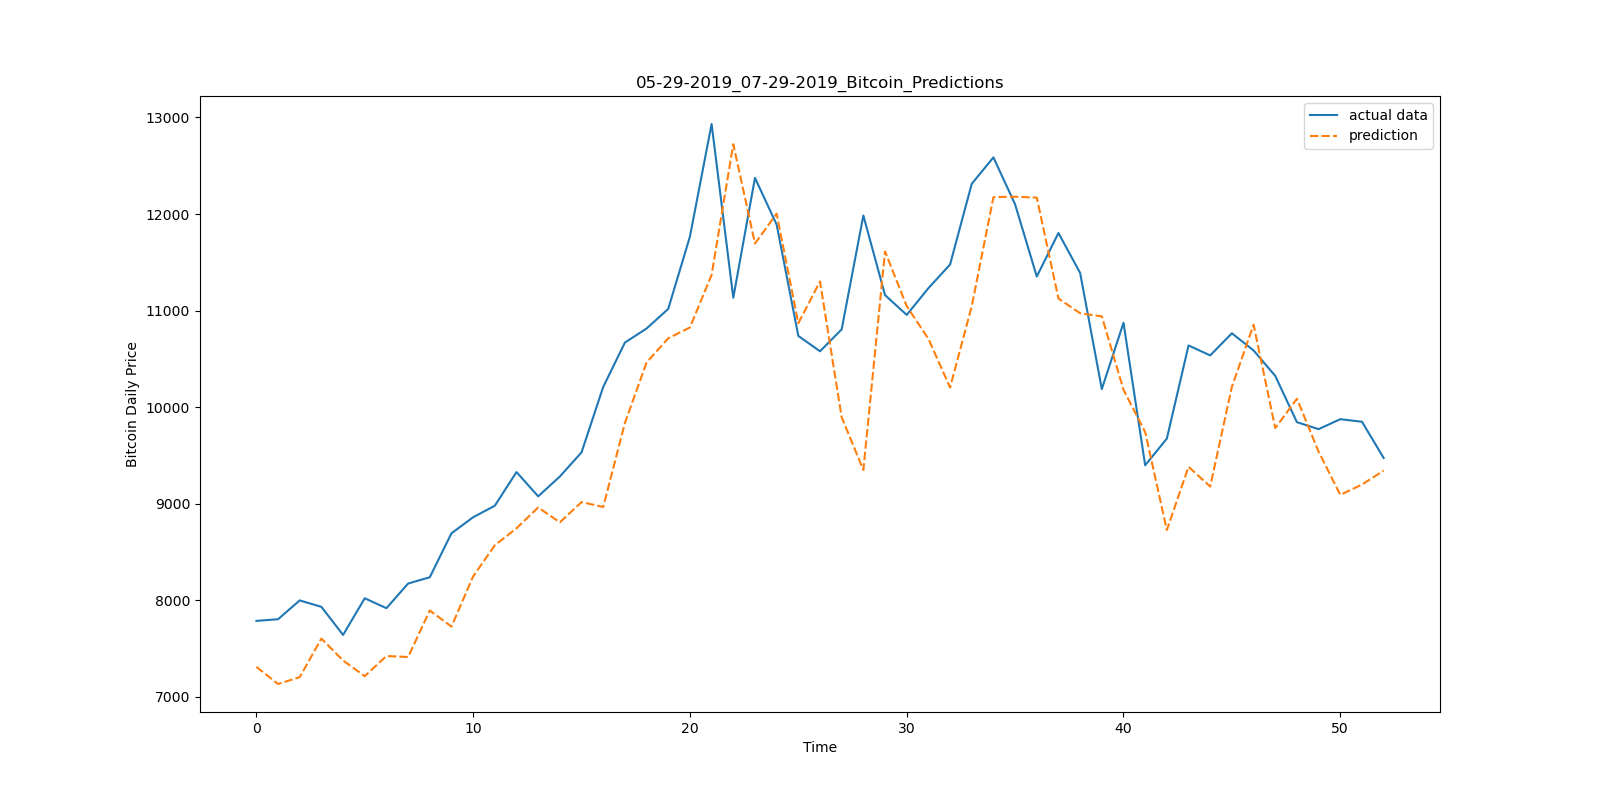 05-29-2019_07-29-2019_Bitcoin_Predictions
actual data
prediction
Bitcoin Daily Price
13000
12000
11000
10000
9000
8000
7000
0 10 20 30 40 50
Time